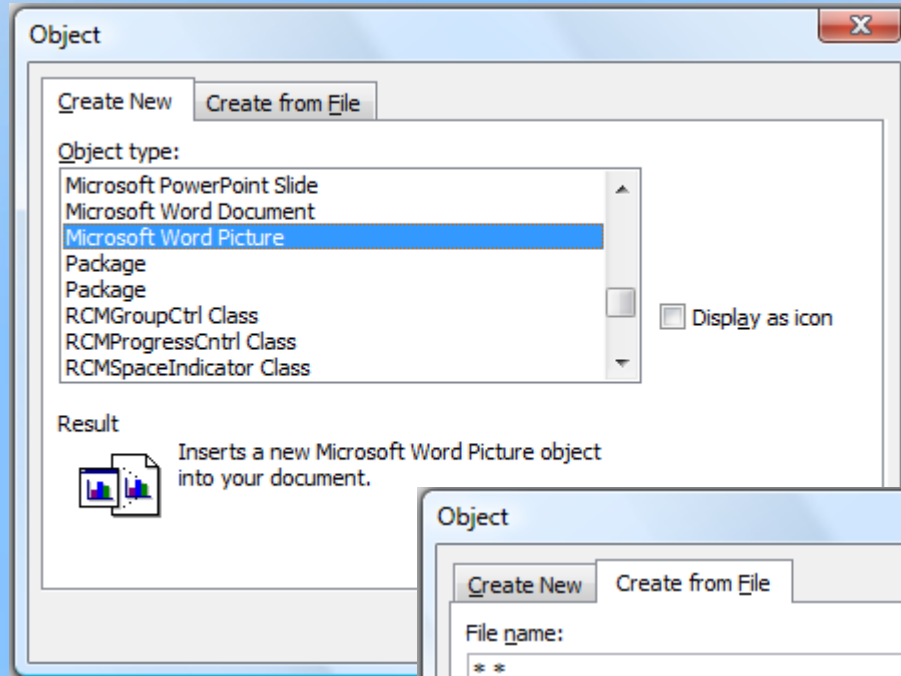 Object
Create New Create from File
Object type:
Microsoft PowerPoint Slide
Microsoft Word Document
Microsoft Word Picture
Package
Package
RCMGroupCtrl Class
RCMProgressCntrl Class
RCMSpaceIndicator Class
Display as icon
Result
Inserts a new Microsoft Word Picture object
into your document.
Object
Create New Create from File
File name:
*.*